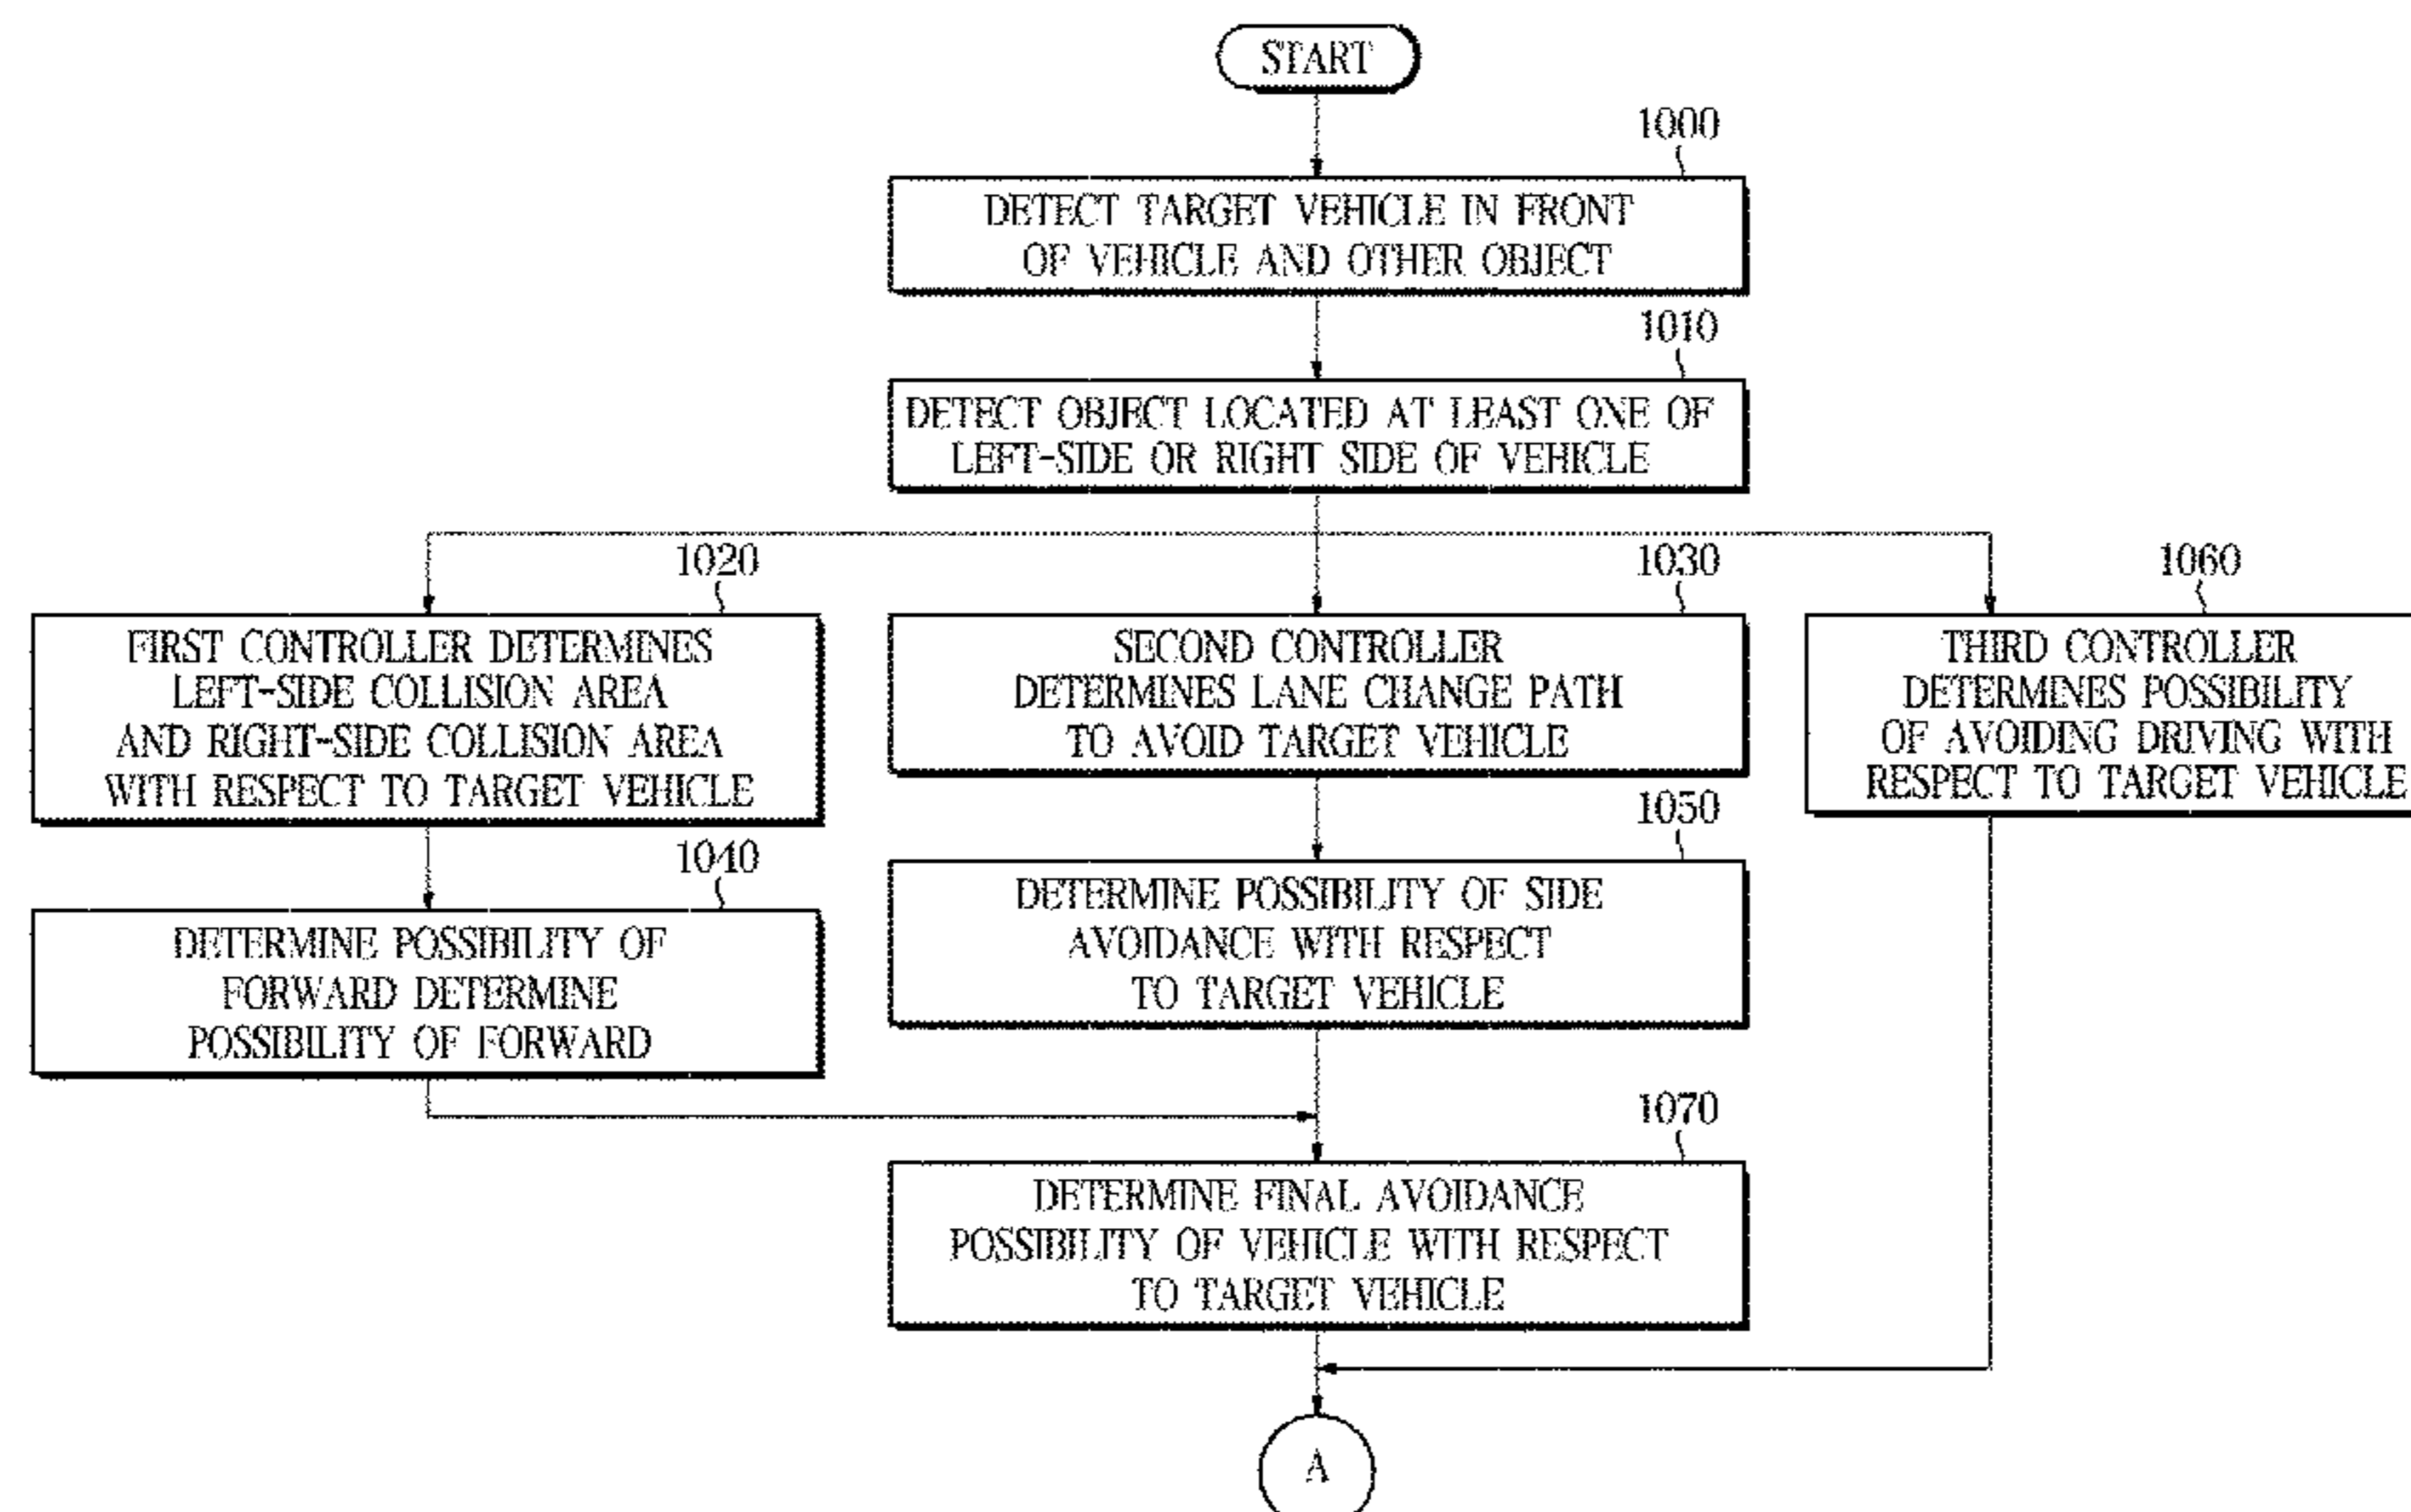 START
1000
DETECT TARGET VEHICLE IN FRONT
OF VEHICLE AND OTHER OBJECT
1010
DETECT OBJECT LOCATED AT LEAST ONE OF
LEFT-SIDE OR RIGHT SIDE OF VEHICLE
1020
FIRST CONTROLLER DETERMINES
LEFT-SIDE COLLISION AREA
AND RIGHT-SIDE COLLISION AREA
WITH RESPECT TO TARGET VEHICLE
1030
SECOND CONTROLLER
DETERMINES LANE CHANGE PATH
TO AVOID TARGET VEHICLE
1060
THIRD CONTROLLER
DETERMINES POSSIBILITY
OF AVOIDING DRIVING WITH
RESPECT TO TARGET VEHICLE
1040
DETERMINE POSSIBILITY OF
FORWARD DETERMINE
POSSIBILITY OF FORWARD
1050
DETERMINE POSSIBILITY OF SIDE
AVOIDANCE WITH RESPECT
TO TARGET VEHICLE
1070
DETERMINE FINAL AVOIDANCE
POSSIBILITY OF VEHICLE WITH RESPECT
TO TARGET VEHICLE
A